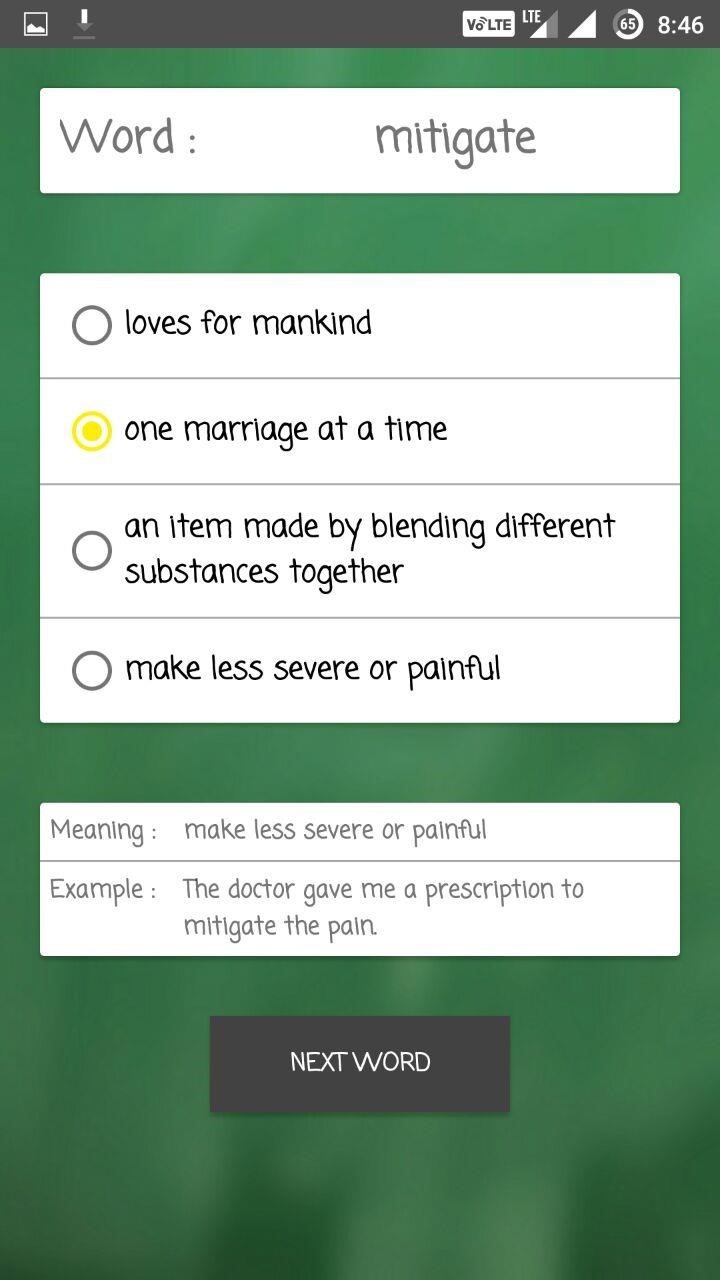 VoLTE LTE 65 8:46
Word : mitigate
loves for mankind
one marriage at a time
an item made by blending different
substances together
make less severe or painful
Meaning : make less severe or painful
Example : The doctor gave me a prescription to
mitigate the pain.
NEXT WORD